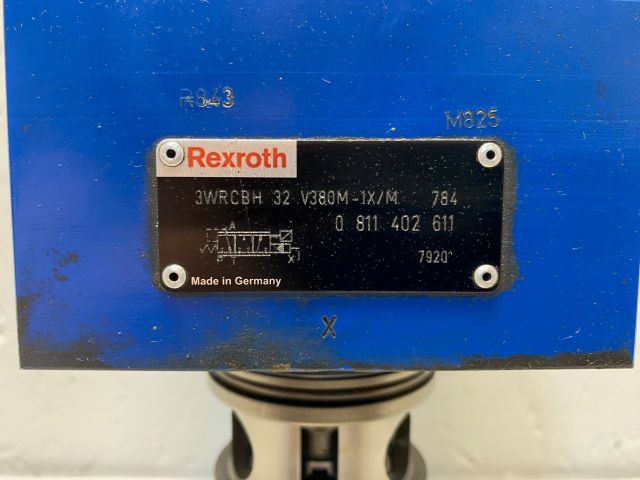 R843
M825
Rexroth
3WRCBH 32 V380M-1X/M 784
0 811 402 611
A
P T X
7920
Made in Germany
X